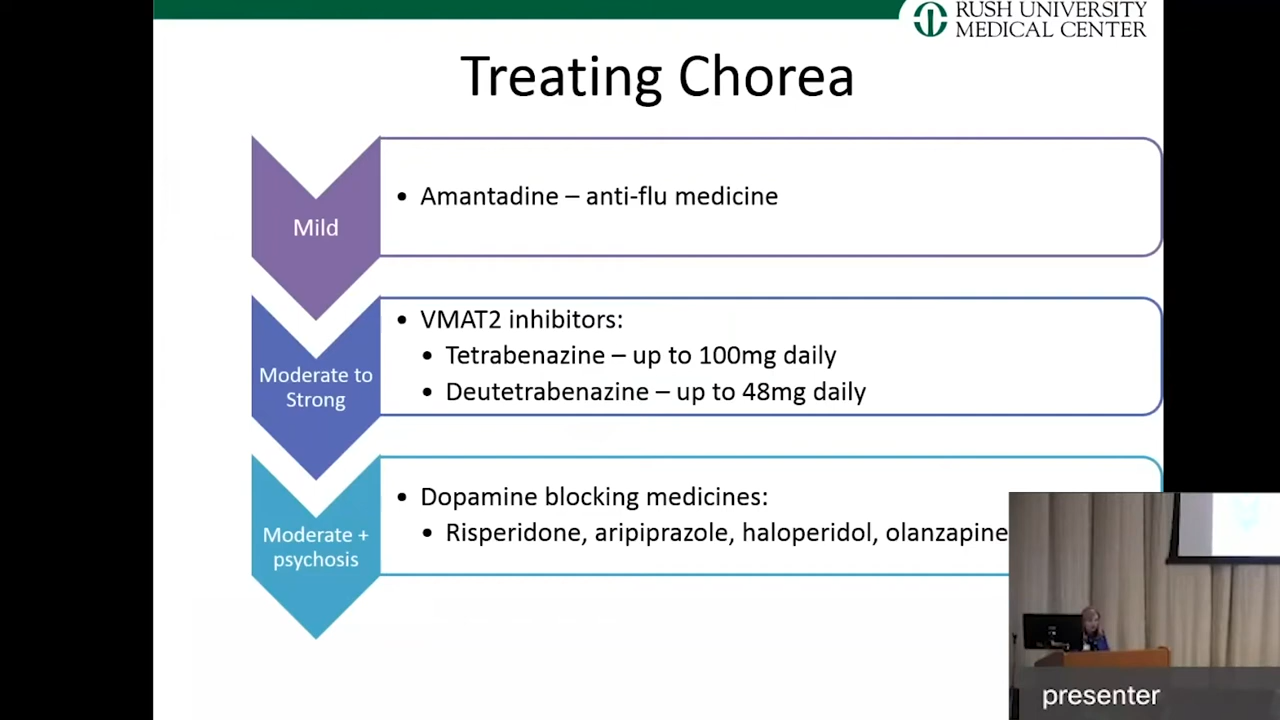 RUSH UNIVERSITY
MEDICAL CENTER
Treating Chorea
Mild
• Amantadine – anti-flu medicine
Moderate to
Strong
• VMAT2 inhibitors:
• Tetrabenazine – up to 100mg daily
• Deutetrabenazine – up to 48mg daily
Moderate +
psychosis
• Dopamine blocking medicines:
• Risperidone, aripiprazole, haloperidol, olanzapine
presenter